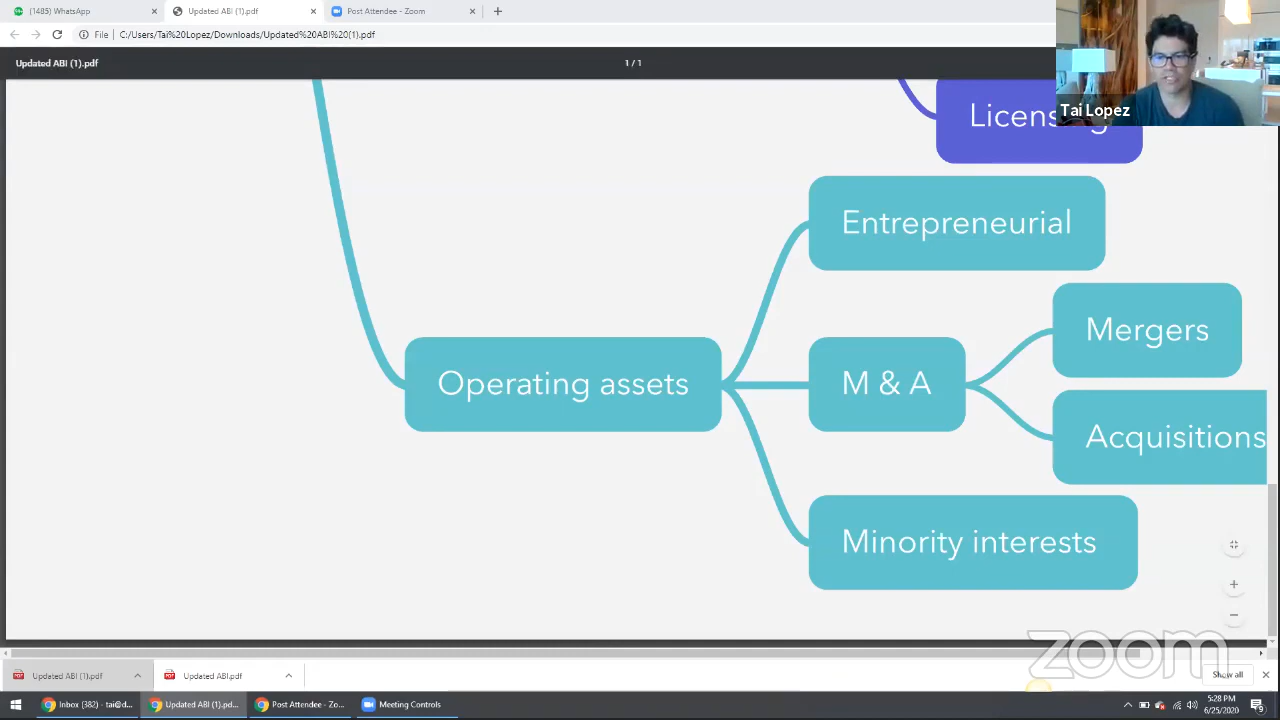 (1485) WhatsApp
Updated ABI (1).pdf
Post Attendee - Zoom
File
C:/Users/Tai%20Lopez/Downloads/Updated%20ABI%20(1).pdf
Updated ABI (1).pdf
1 / 1
Tai Lopez
Licensing
Entrepreneurial
Mergers
Operating assets
M & A
Acquisitions
Minority interests
zoom
Updated ABI (1).pdf
Updated ABI.pdf
Show all
Inbox (382) - tai@d...
Updated ABI (1).pd...
Post Attendee - Zo...
Meeting Controls
5:28 PM
6/25/2020